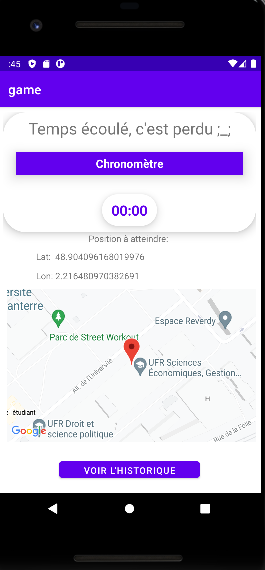 :45
game
Temps écoulé, c'est perdu ;_;
Chronomètre
00:00
Position à atteindre:
Lat: 48.904096168019976
Lon: 2.216480970382691
ersité
anterre
Espace Reverdy
Parc de Street Workout
UFR Sciences
Économiques, Gestion...
All. de l'Université
H
étudiant
UFR Droit et
science politique
Rue de la Folie
Google
VOIR L'HISTORIQUE